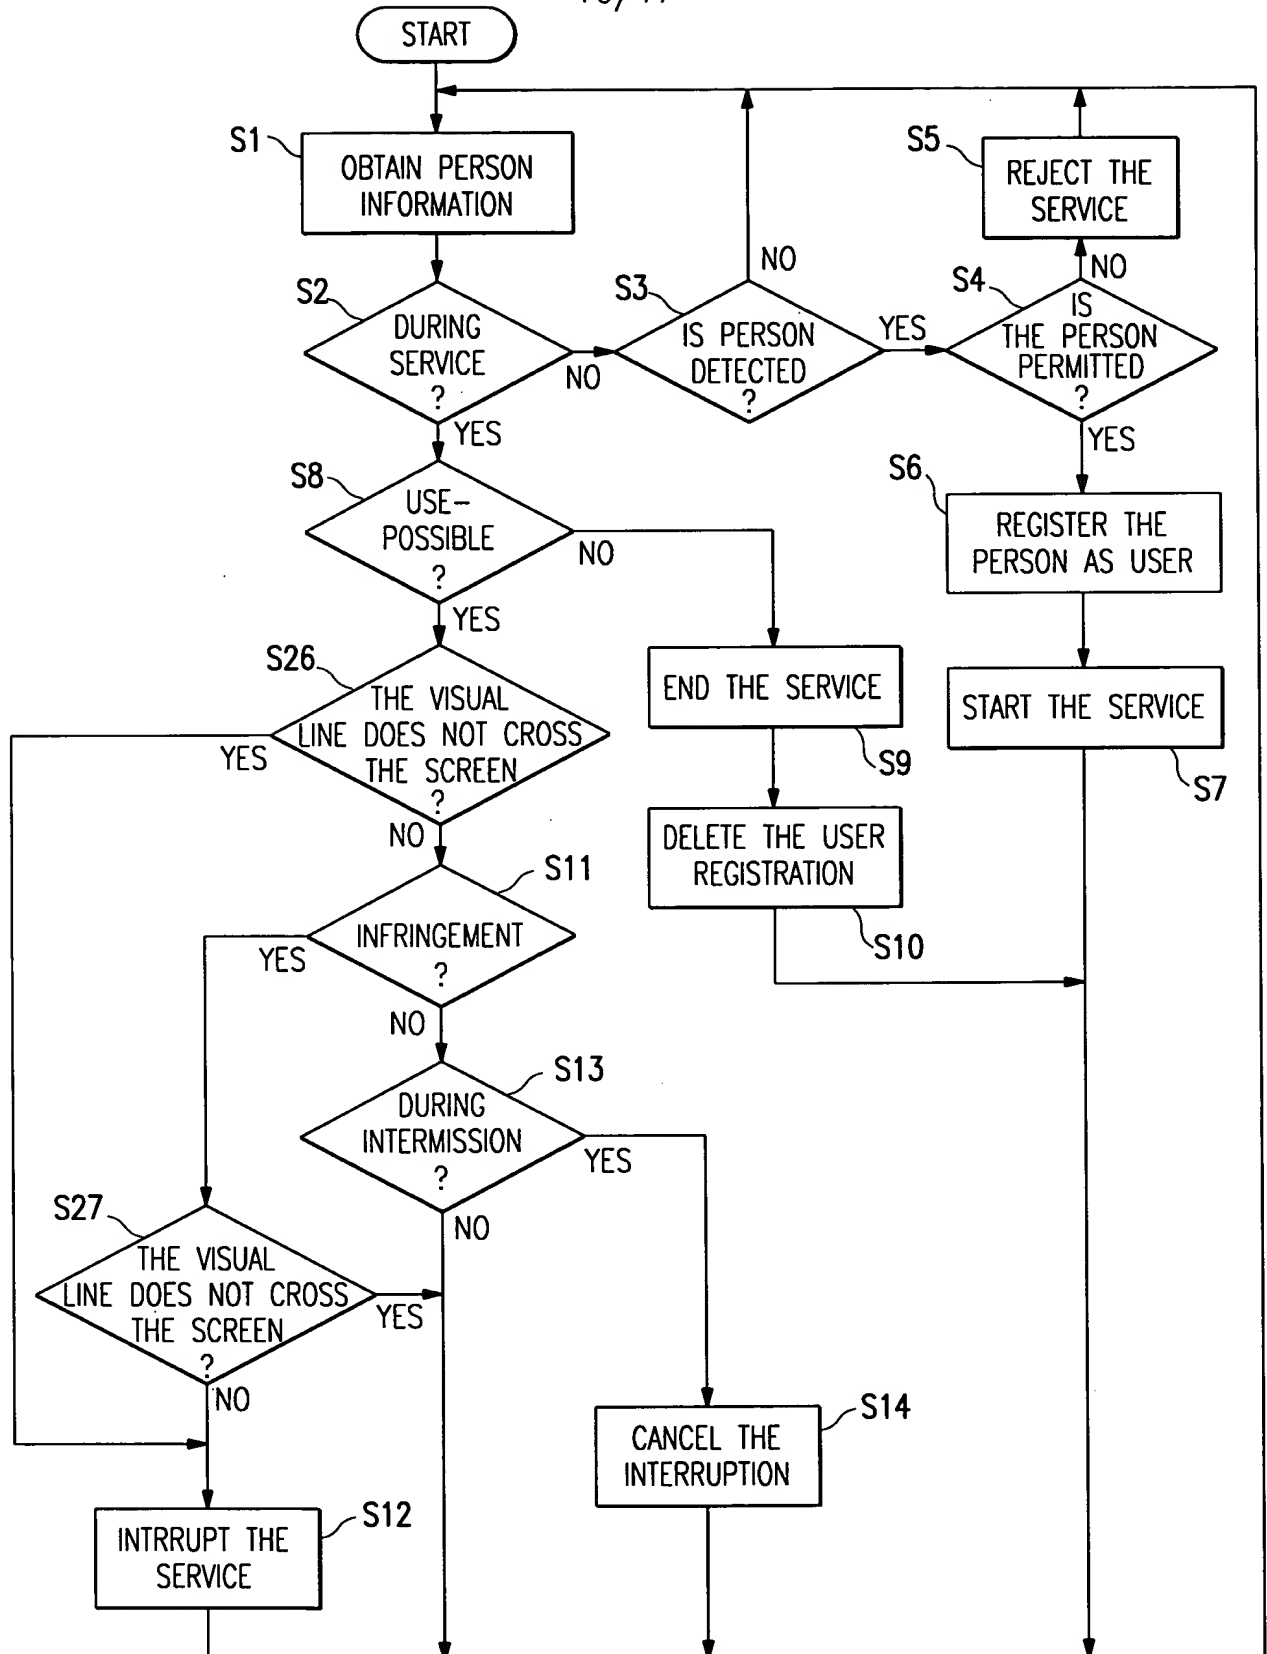 START
S1
OBTAIN PERSON
INFORMATION
S5
REJECT THE
SERVICE
NO
S2
DURING
SERVICE
?
NO
YES
S3
IS PERSON
DETECTED
?
NO
YES
S4
IS
THE PERSON
PERMITTED
?
YES
S6
REGISTER THE
PERSON AS USER
START THE SERVICE
S7
S8
USE-
POSSIBLE
?
NO
YES
END THE SERVICE
S9
DELETE THE USER
REGISTRATION
S10
S26
THE VISUAL
LINE DOES NOT CROSS
THE SCREEN
?
YES
NO
S11
INFRINGEMENT
?
YES
NO
S13
DURING
INTERMISSION
?
YES
NO
S27
THE VISUAL
LINE DOES NOT CROSS
THE SCREEN
?
YES
NO
S14
CANCEL THE
INTERRUPTION
S12
INTRRUPT THE
SERVICE